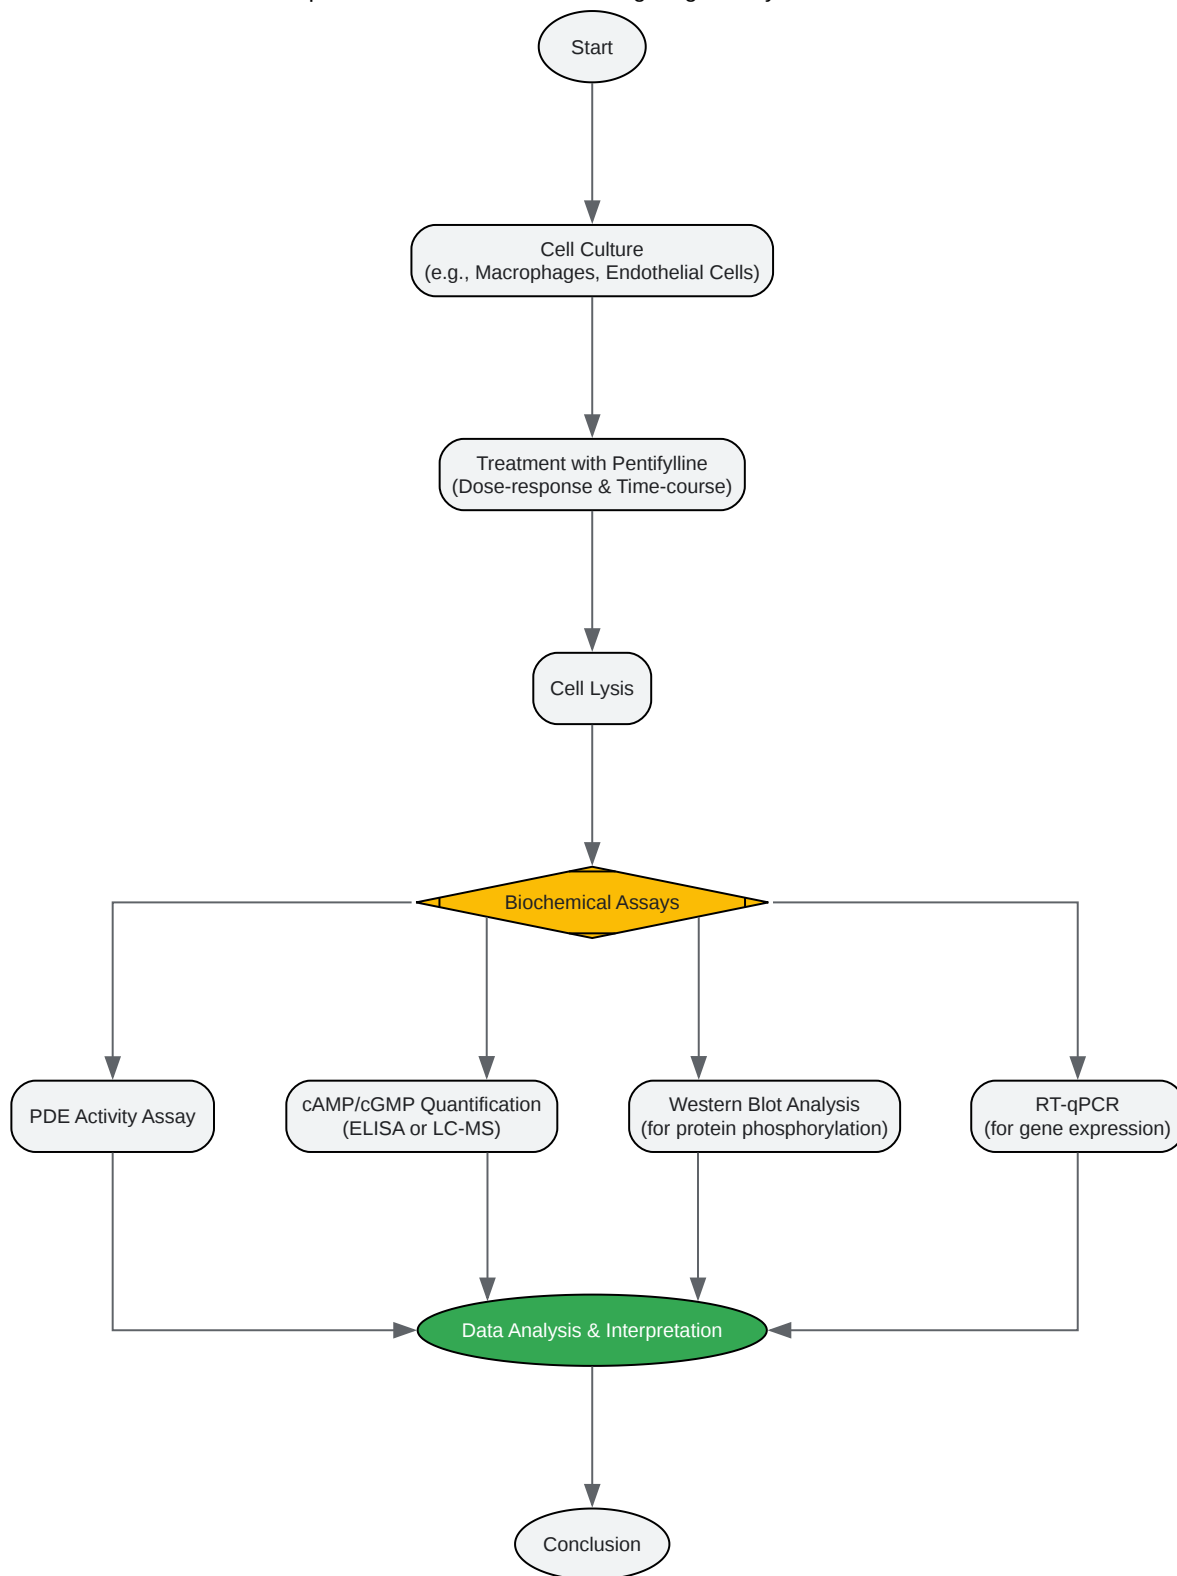 Start
Cell Culture
(e.g., Macrophages, Endothelial Cells)
Treatment with Pentifylline
(Dose-response & Time-course)
Cell Lysis
Biochemical Assays
PDE Activity Assay
cAMP/cGMP Quantification
(ELISA or LC-MS)
Western Blot Analysis
(for protein phosphorylation)
RT-qPCR
(for gene expression)
Data Analysis & Interpretation
Conclusion